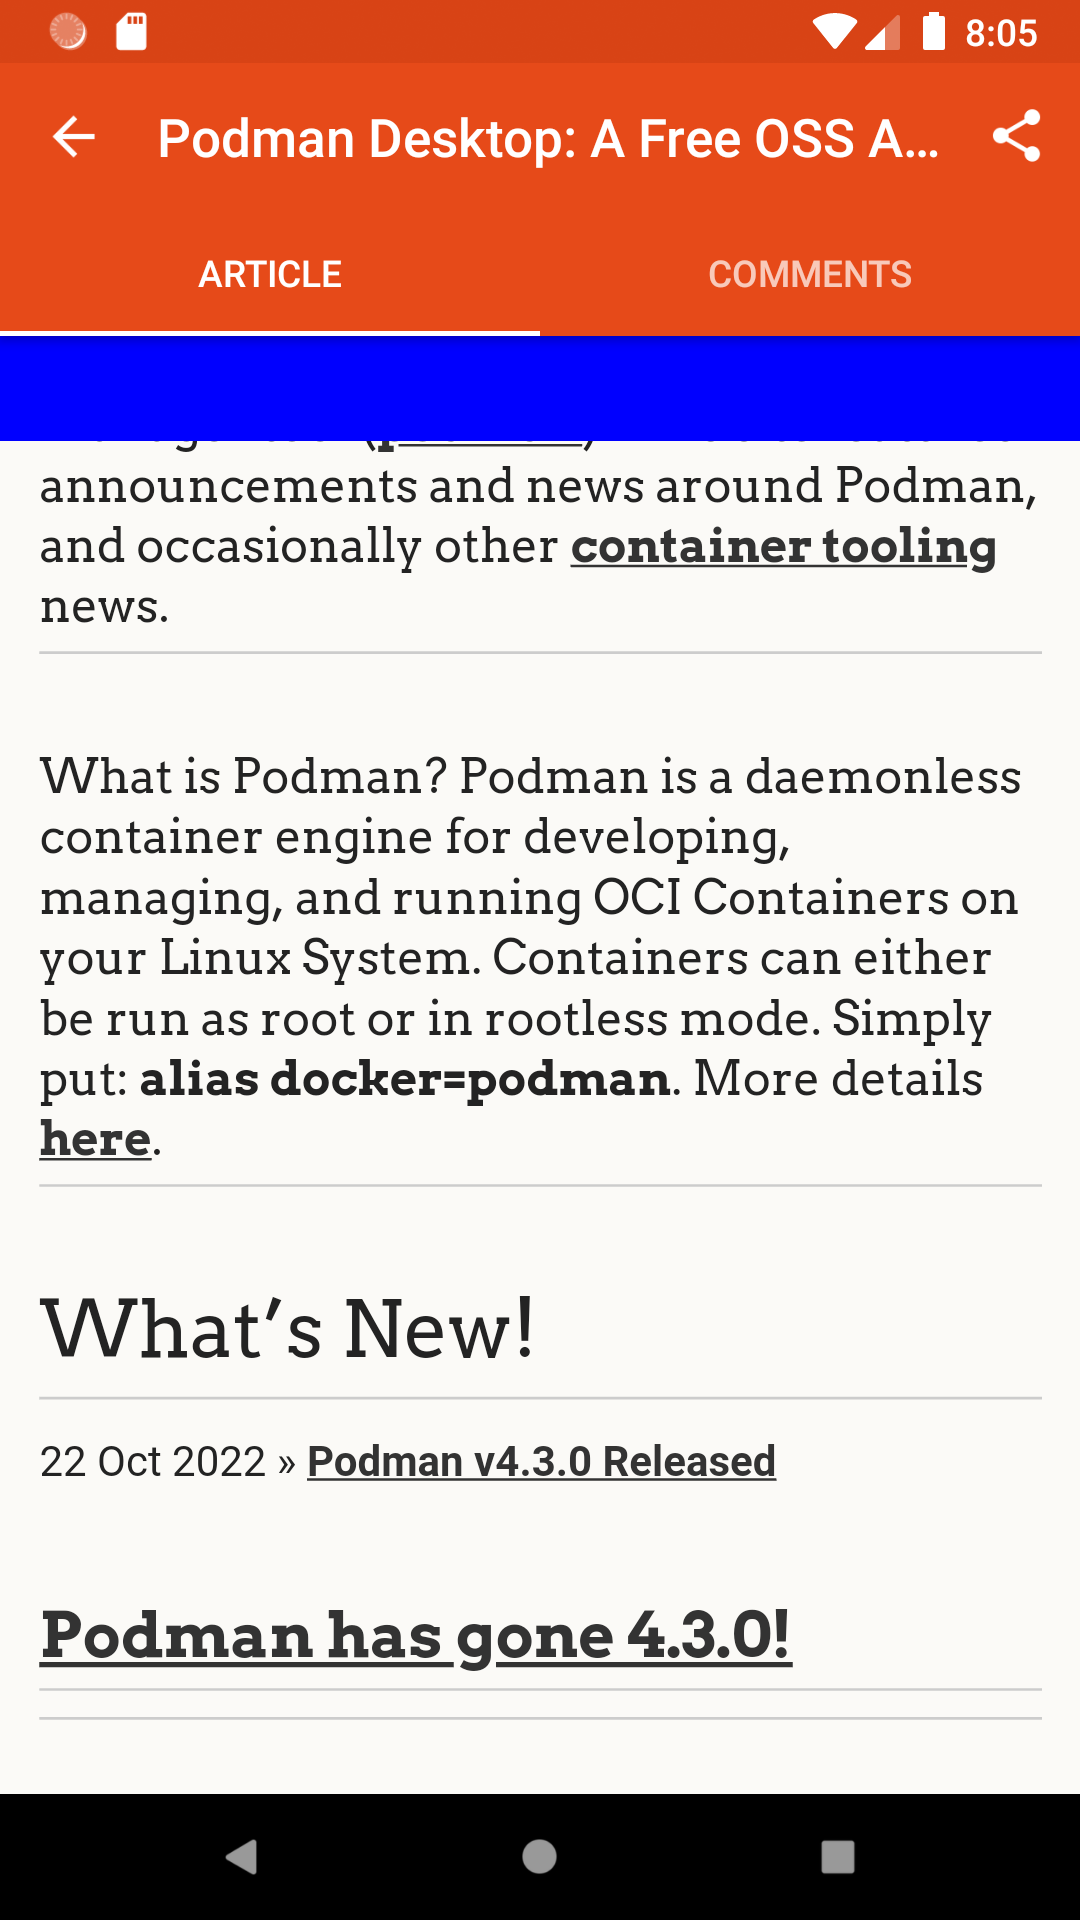 8:05
Podman Desktop: A Free OSS A...
ARTICLE
COMMENTS
announcements and news around Podman,
and occasionally other container tooling
news.
What is Podman? Podman is a daemonless
container engine for developing,
managing, and running OCI Containers on
your Linux System. Containers can either
be run as root or in rootless mode. Simply
put: alias docker=podman. More details
here.
What’s New!
22 Oct 2022 » Podman v4.3.0 Released
Podman has gone 4.3.0!